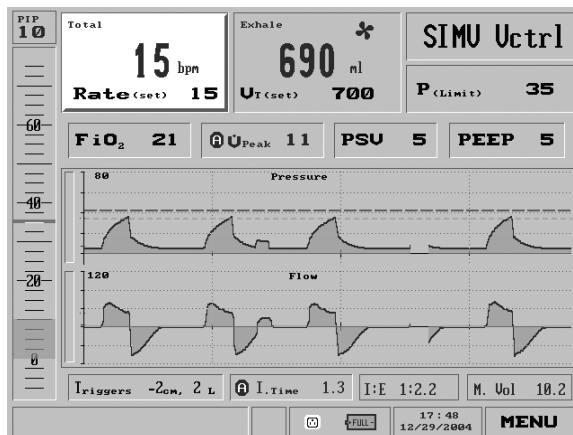 PIP
10
Total
15 bpm
Rate (set) 15
Exhale
690 ml
VT (set) 700
SIMV Vctrl
P (Limit) 35
FiO2 21
A V̇Peak 11
PSV 5
PEEP 5
60
40
20
0
80
Pressure
120
Flow
Triggers -2cm, 2 L
A I.Time 1.3
I:E 1:2.2
M. Vol 10.2
-FULL-
17:48
12/29/2004
MENU